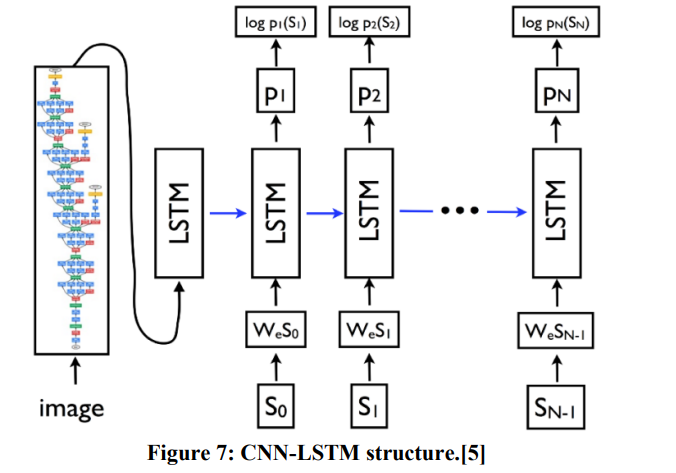 log p1(S1) log p2(S2) log pN(SN)
p1 p2 pN
LSTM LSTM LSTM LSTM
WeS0 WeS1 WeSN-1
image S0 S1 SN-1
Figure 7: CNN-LSTM structure.[5]